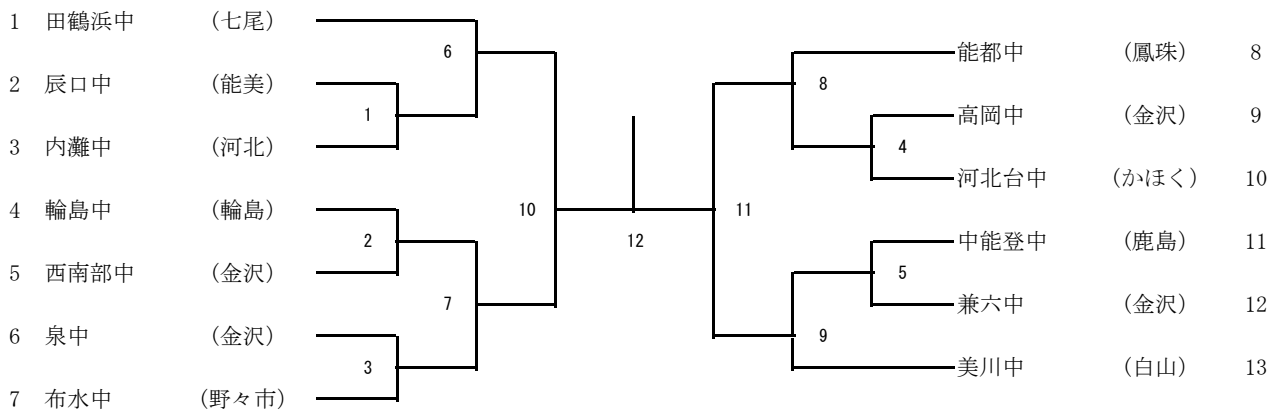 1 田鶴浜中 (七尾)
6
2 辰口中 (能美)
1
3 内灘中 (河北)
4 輪島中 (輪島)
10
2
5 西南部中 (金沢)
7
6 泉中 (金沢)
3
7 布水中 (野々市)
12
能都中 (鳳珠) 8
8
高岡中 (金沢) 9
4
河北台中 (かほく) 10
11
中能登中 (鹿島) 11
5
兼六中 (金沢) 12
9
美川中 (白山) 13